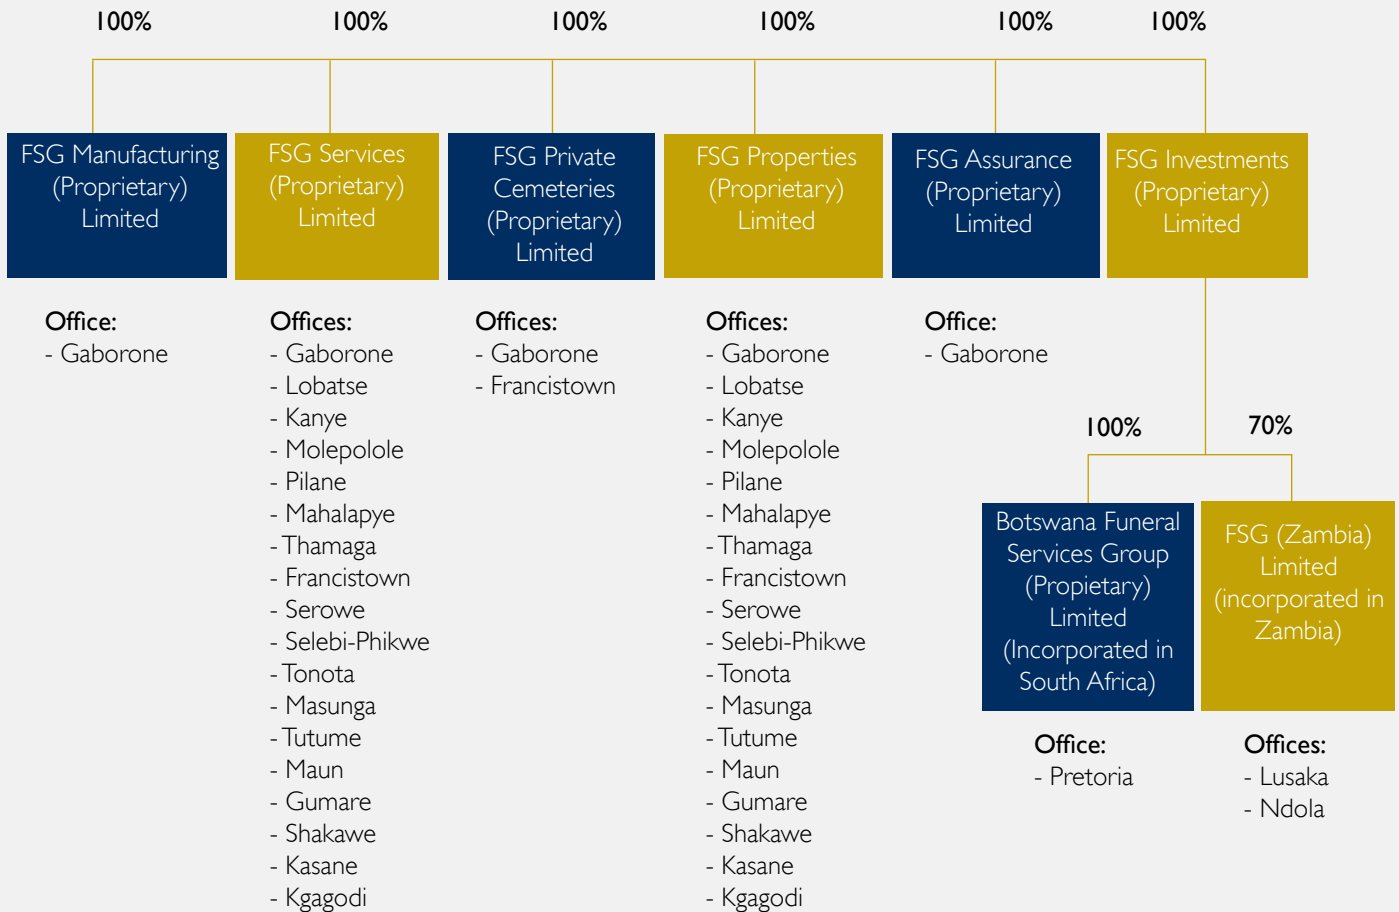 100%
100%
100%
100%
100%
100%
FSG Manufacturing
(Proprietary)
Limited
FSG Services
(Proprietary)
Limited
FSG Private
Cemeteries
(Proprietary)
Limited
FSG Properties
(Proprietary)
Limited
FSG Assurance
(Proprietary)
Limited
FSG Investments
(Proprietary)
Limited
Office:
- Gaborone
Offices:
- Gaborone
- Lobatse
- Kanye
- Molepolole
- Pilane
- Mahalapye
- Thamaga
- Francistown
- Serowe
- Selebi-Phikwe
- Tonota
- Masunga
- Tutume
- Maun
- Gumare
- Shakawe
- Kasane
- Kgagodi
Offices:
- Gaborone
- Francistown
Offices:
- Gaborone
- Lobatse
- Kanye
- Molepolole
- Pilane
- Mahalapye
- Thamaga
- Francistown
- Serowe
- Selebi-Phikwe
- Tonota
- Masunga
- Tutume
- Maun
- Gumare
- Shakawe
- Kasane
- Kgagodi
Office:
- Gaborone
100%
70%
Botswana Funeral
Services Group
(Propietary)
Limited
(Incorporated in
South Africa)
FSG (Zambia)
Limited
(incorporated in
Zambia)
Office:
- Pretoria
Offices:
- Lusaka
- Ndola